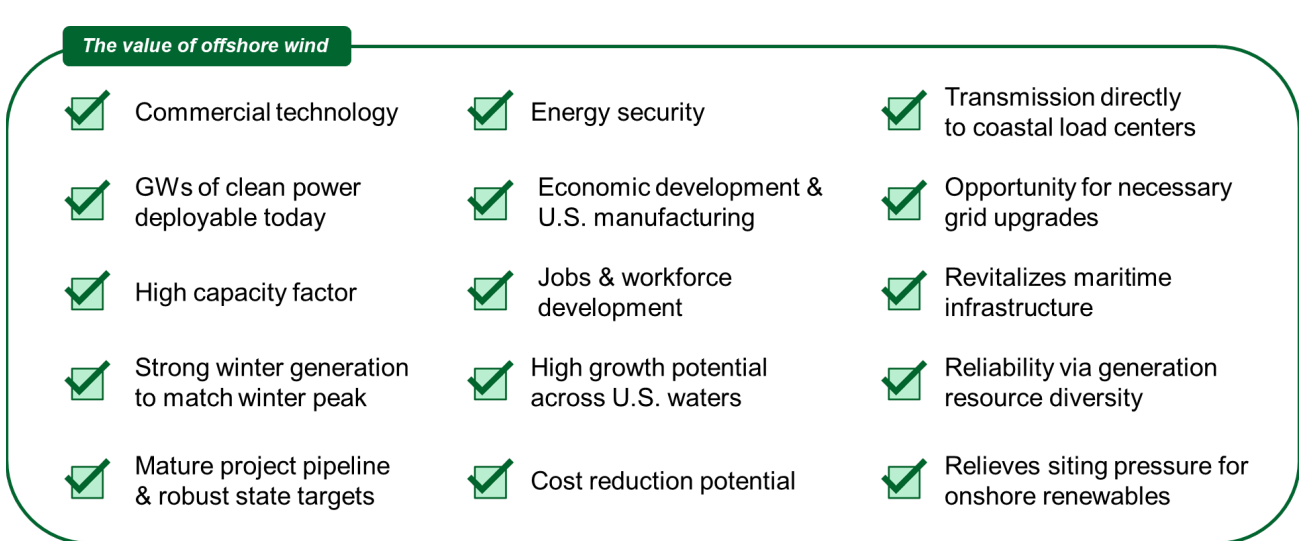 The value of offshore wind
Commercial technology
GWs of clean power
deployable today
High capacity factor
Strong winter generation
to match winter peak
Mature project pipeline
& robust state targets
Energy security
Economic development &
U.S. manufacturing
Jobs & workforce
development
High growth potential
across U.S. waters
Cost reduction potential
Transmission directly
to coastal load centers
Opportunity for necessary
grid upgrades
Revitalizes maritime
infrastructure
Reliability via generation
resource diversity
Relieves siting pressure for
onshore renewables